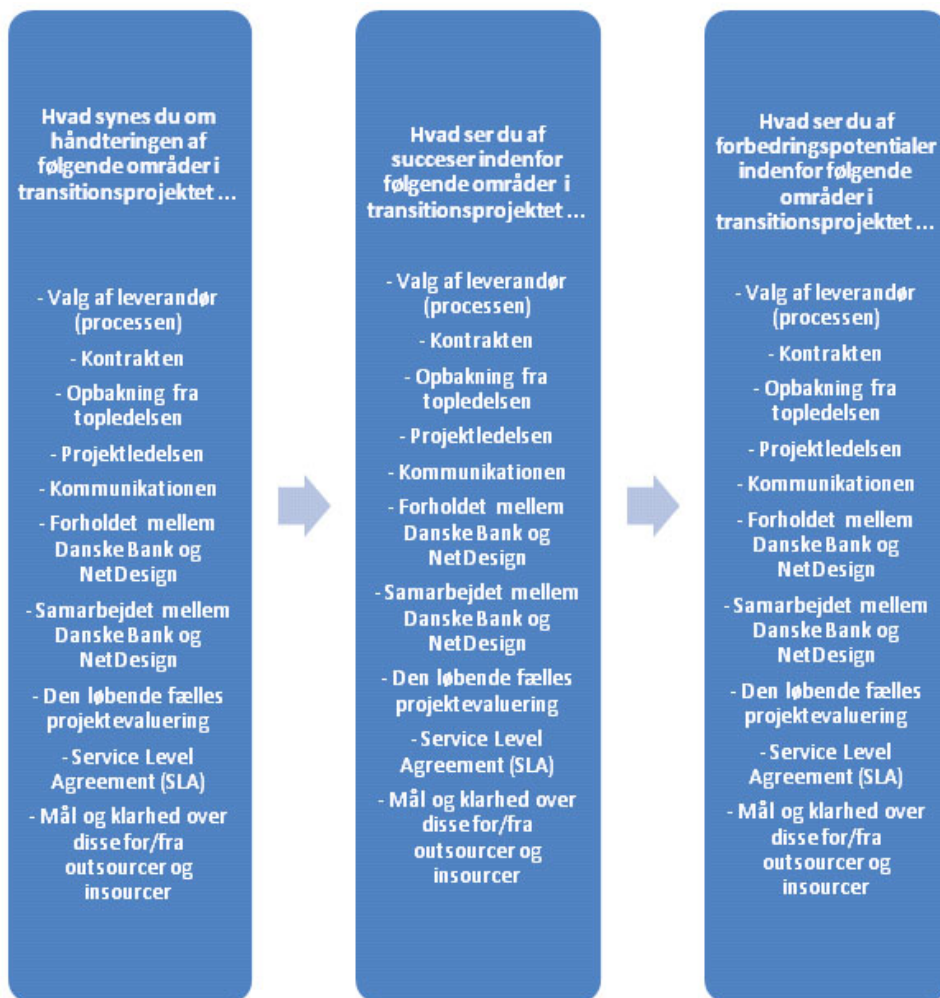 Hvad synes du om
håndteringen af
følgende områder i
transitionsprojektet ...
- Valg af leverandør
(processen)
- Kontrakten
- Opbakning fra
topledelsen
- Projektledelsen
- Kommunikationen
- Forholdet mellem
Danske Bank og
NetDesign
- Samarbejdet mellem
Danske Bank og
NetDesign
- Den løbende fælles
projektevaluering
- Service Level
Agreement (SLA)
- Mål og klarhed over
disse for/fra
outsourcer og
insourcer
Hvad ser du af
succeser indenfor
følgende områder i
transitionsprojektet ...
- Valg af leverandør
(processen)
- Kontrakten
- Opbakning fra
topledelsen
- Projektledelsen
- Kommunikationen
- Forholdet mellem
Danske Bank og
NetDesign
- Samarbejdet mellem
Danske Bank og
NetDesign
- Den løbende fælles
projektevaluering
- Service Level
Agreement (SLA)
- Mål og klarhed over
disse for/fra
outsourcer og
insourcer
Hvad ser du af
forbedringspotentialer
indenfor følgende
områder i
transitionsprojektet ...
- Valg af leverandør
(processen)
- Kontrakten
- Opbakning fra
topledelsen
- Projektledelsen
- Kommunikationen
- Forholdet mellem
Danske Bank og
NetDesign
- Samarbejdet mellem
Danske Bank og
NetDesign
- Den løbende fælles
projektevaluering
- Service Level
Agreement (SLA)
- Mål og klarhed over
disse for/fra
outsourcer og
insourcer